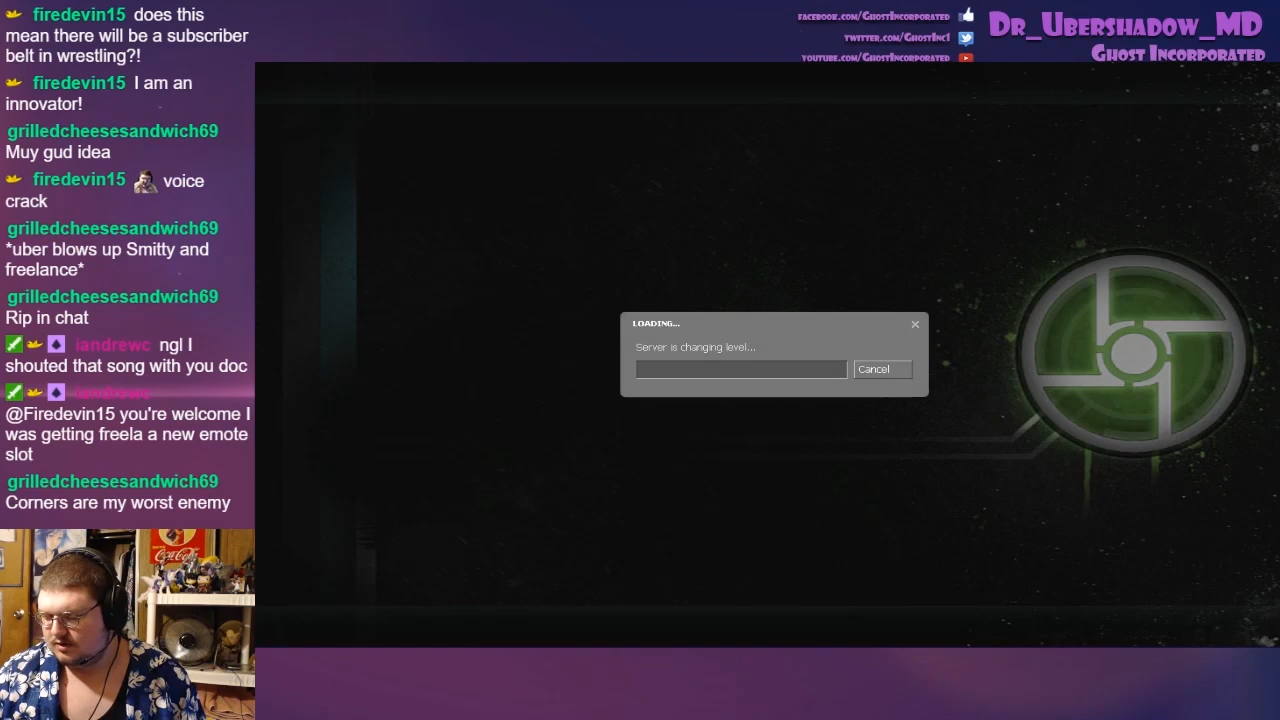 firedevin15 does this
mean there will be a subscriber
belt in wrestling?!
firedevin15 I am an
innovator!
grilledcheesesandwich69
Muy gud idea
firedevin15 voice
crack
grilledcheesesandwich69
*uber blows up Smitty and
freelance*
grilledcheesesandwich69
Rip in chat
iandrewc ngl I
shouted that song with you doc
iandrewc
@Firedevin15 you're welcome I
was getting freela a new emote
slot
grilledcheesesandwich69
Corners are my worst enemy
facebook.com/GhostIncorporated
twitter.com/GhostInc1
youtube.com/GhostIncorporated
Dr_Ubershadow_MD
Ghost Incorporated
LOADING...
Server is changing level...
Cancel
Coca-Cola